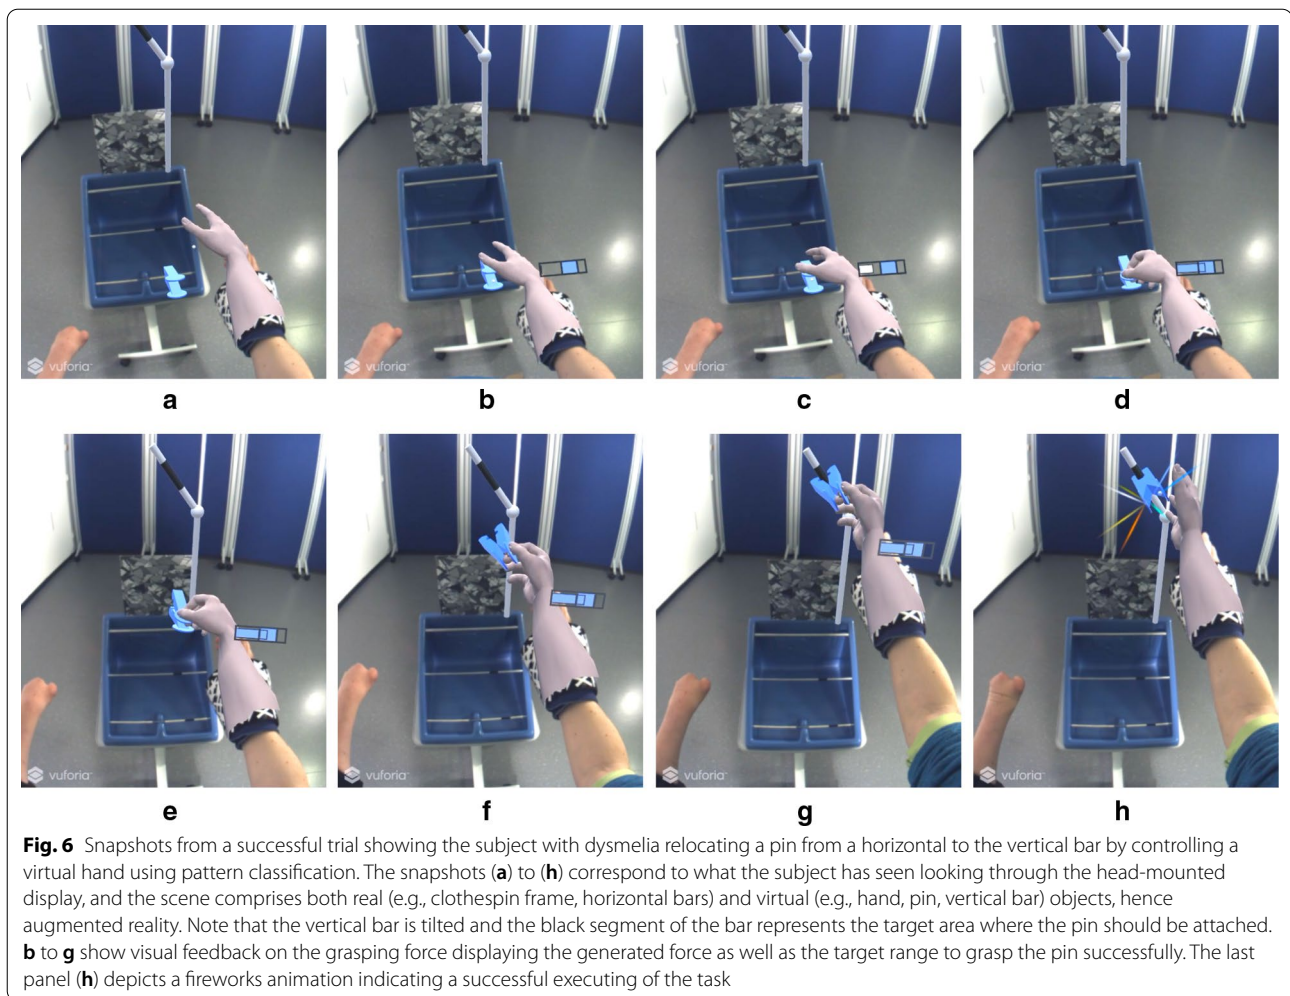 vuforia vuforia vuforia vuforia
a b c d
vuforia vuforia vuforia vuforia
e f g h
Fig. 6 Snapshots from a successful trial showing the subject with dysmelia relocating a pin from a horizontal to the vertical bar by controlling a
virtual hand using pattern classification. The snapshots (a) to (h) correspond to what the subject has seen looking through the head-mounted
display, and the scene comprises both real (e.g., clothespin frame, horizontal bars) and virtual (e.g., hand, pin, vertical bar) objects, hence
augmented reality. Note that the vertical bar is tilted and the black segment of the bar represents the target area where the pin should be attached.
b to g show visual feedback on the grasping force displaying the generated force as well as the target range to grasp the pin successfully. The last
panel (h) depicts a fireworks animation indicating a successful executing of the task